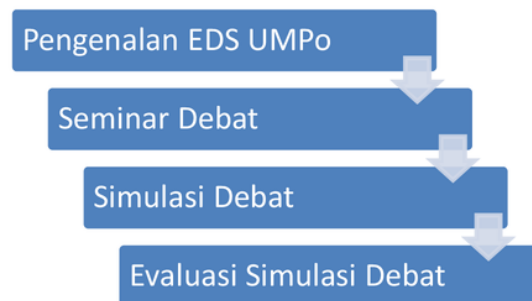 Pengenalan EDS UMPo
Seminar Debat
Simulasi Debat
Evaluasi Simulasi Debat